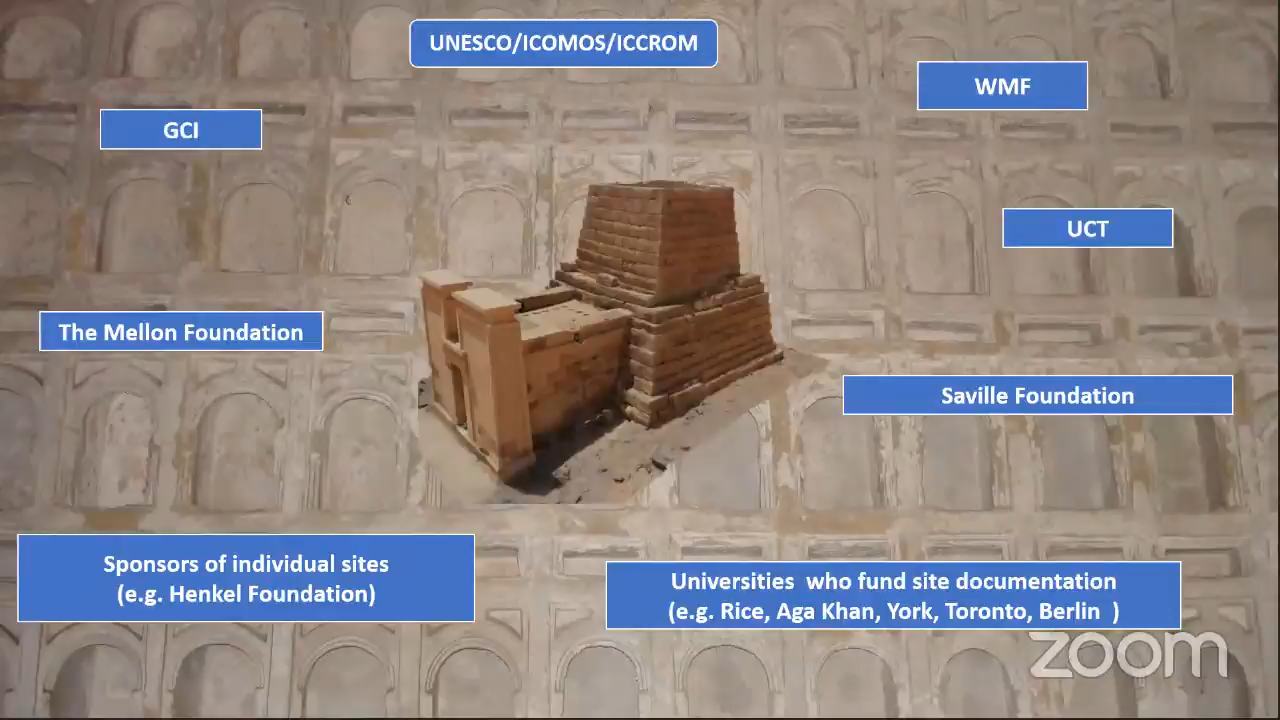 UNESCO/ICOMOS/ICCROM
WMF
GCI
UCT
The Mellon Foundation
Saville Foundation
Sponsors of individual sites
(e.g. Henkel Foundation)
Universities who fund site documentation
(e.g. Rice, Aga Khan, York, Toronto, Berlin )
zoom